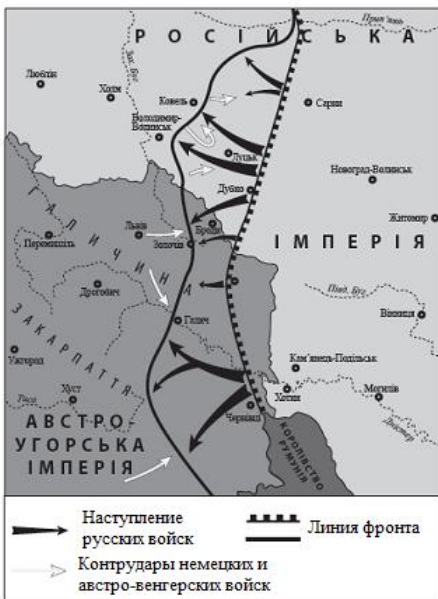 Прип'ять
РОСІЙСЬКА
Люблін
Зах. Буг
Холм
Ковель
Сарни
Володимир-
Волинськ
Луцьк
Новоград-Волинськ
Дубно
Житомир
ГАЛИЧИНА
Львів
Броди
ІМПЕРІЯ
Перемишль
Золочів
Дрогобич
Півд. Буг
Галич
Вінниця
ЗАКАРПАТТЯ
Ужгород
Кам'янець-Подільськ
Хуст
Хотин
Могилів
Тиса
Чернівці
Дністер
АВСТРО-
УГОРСЬКА
ІМПЕРІЯ
КОРОЛІВСТВО
РУМУНІЯ
Наступление
русских войск
Линия фронта
Контрудары немецких и
австро-венгерских войск